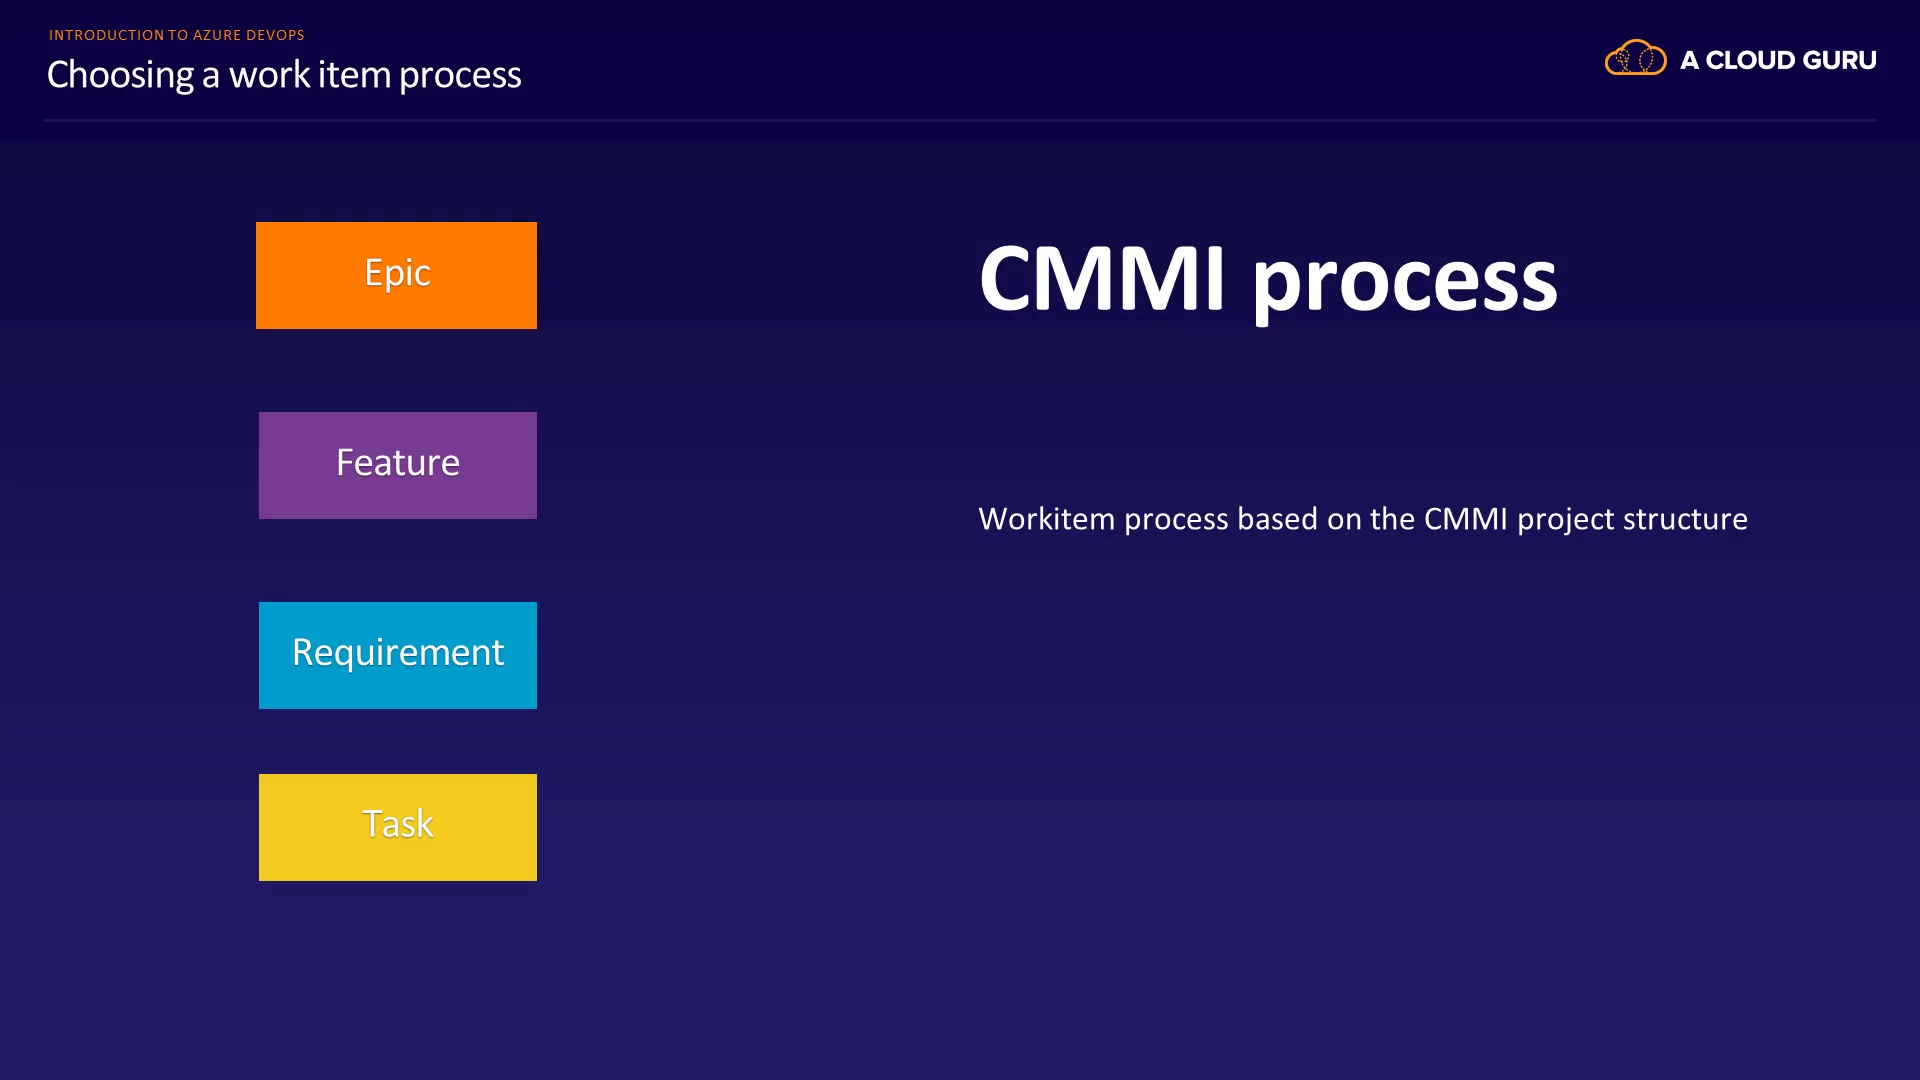 INTRODUCTION TO AZURE DEVOPS
Choosing a work item process
A CLOUD GURU
Epic
CMMI process
Feature
Workitem process based on the CMMI project structure
Requirement
Task